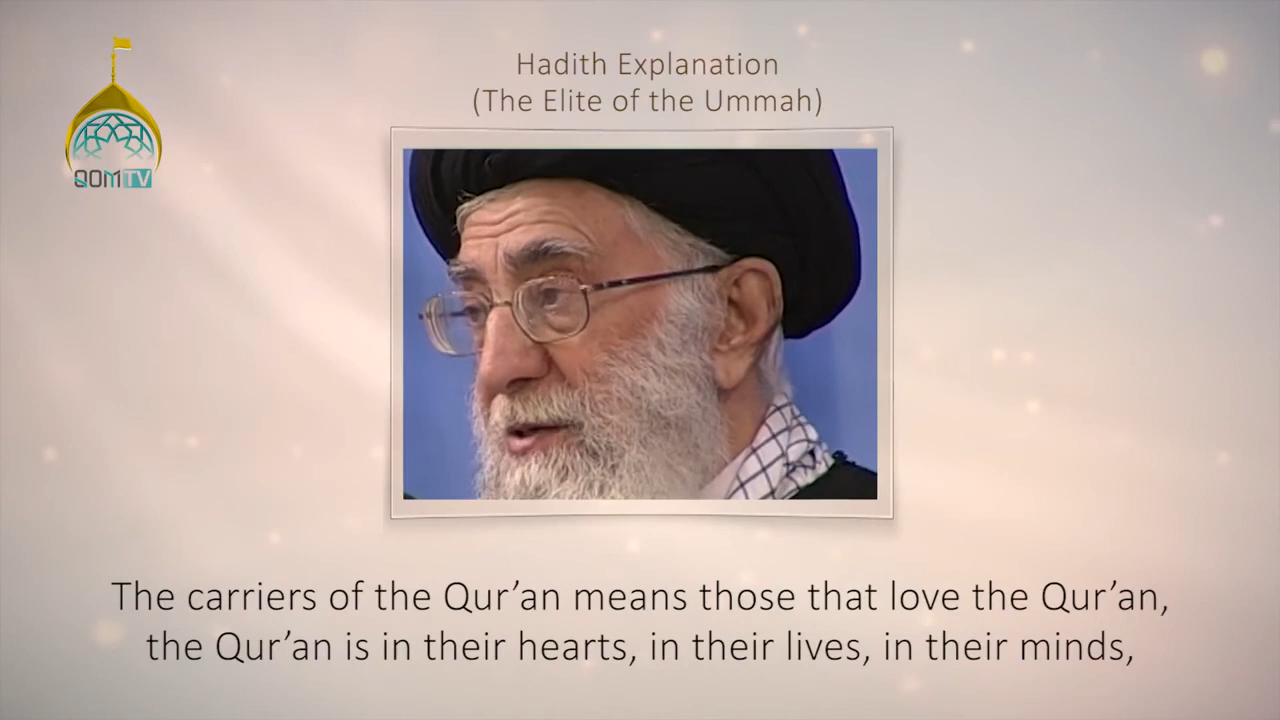 Hadith Explanation
(The Elite of the Ummah)
QOMTV
The carriers of the Qur’an means those that love the Qur’an,
the Qur’an is in their hearts, in their lives, in their minds,